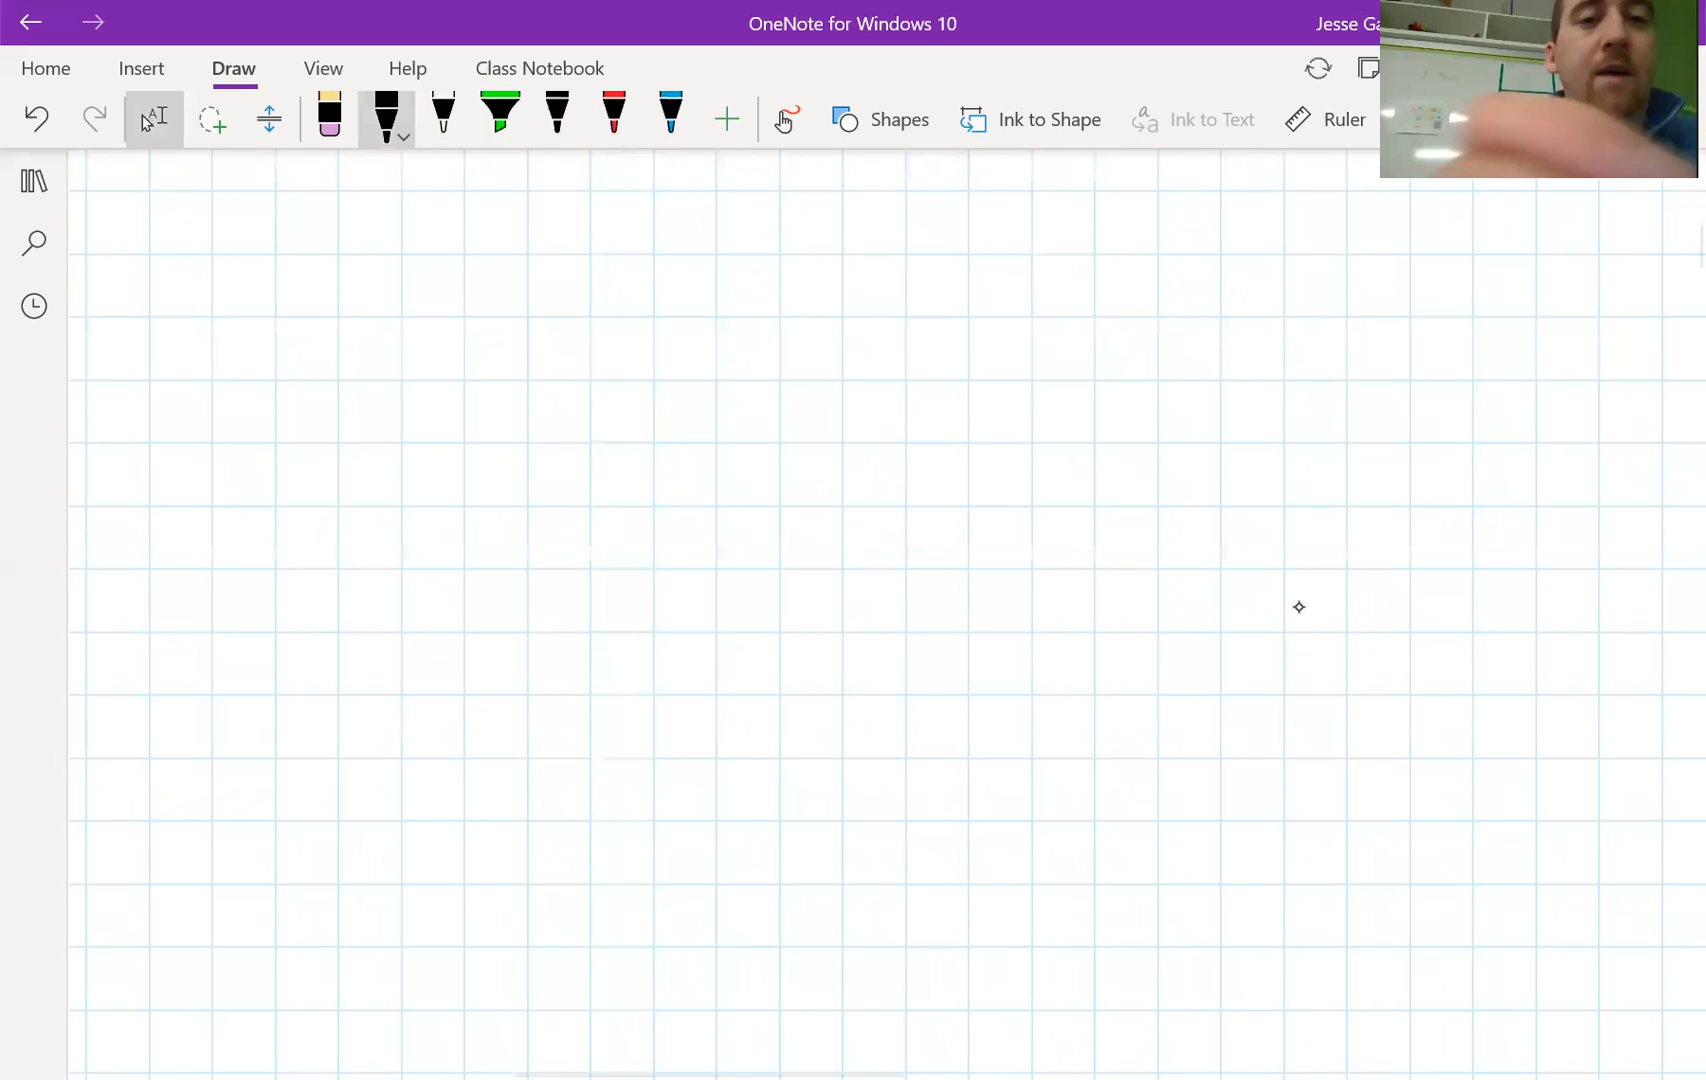 OneNote for Windows 10
Jesse Ga
Home Insert Draw View Help Class Notebook
Shapes Ink to Shape Ink to Text Ruler